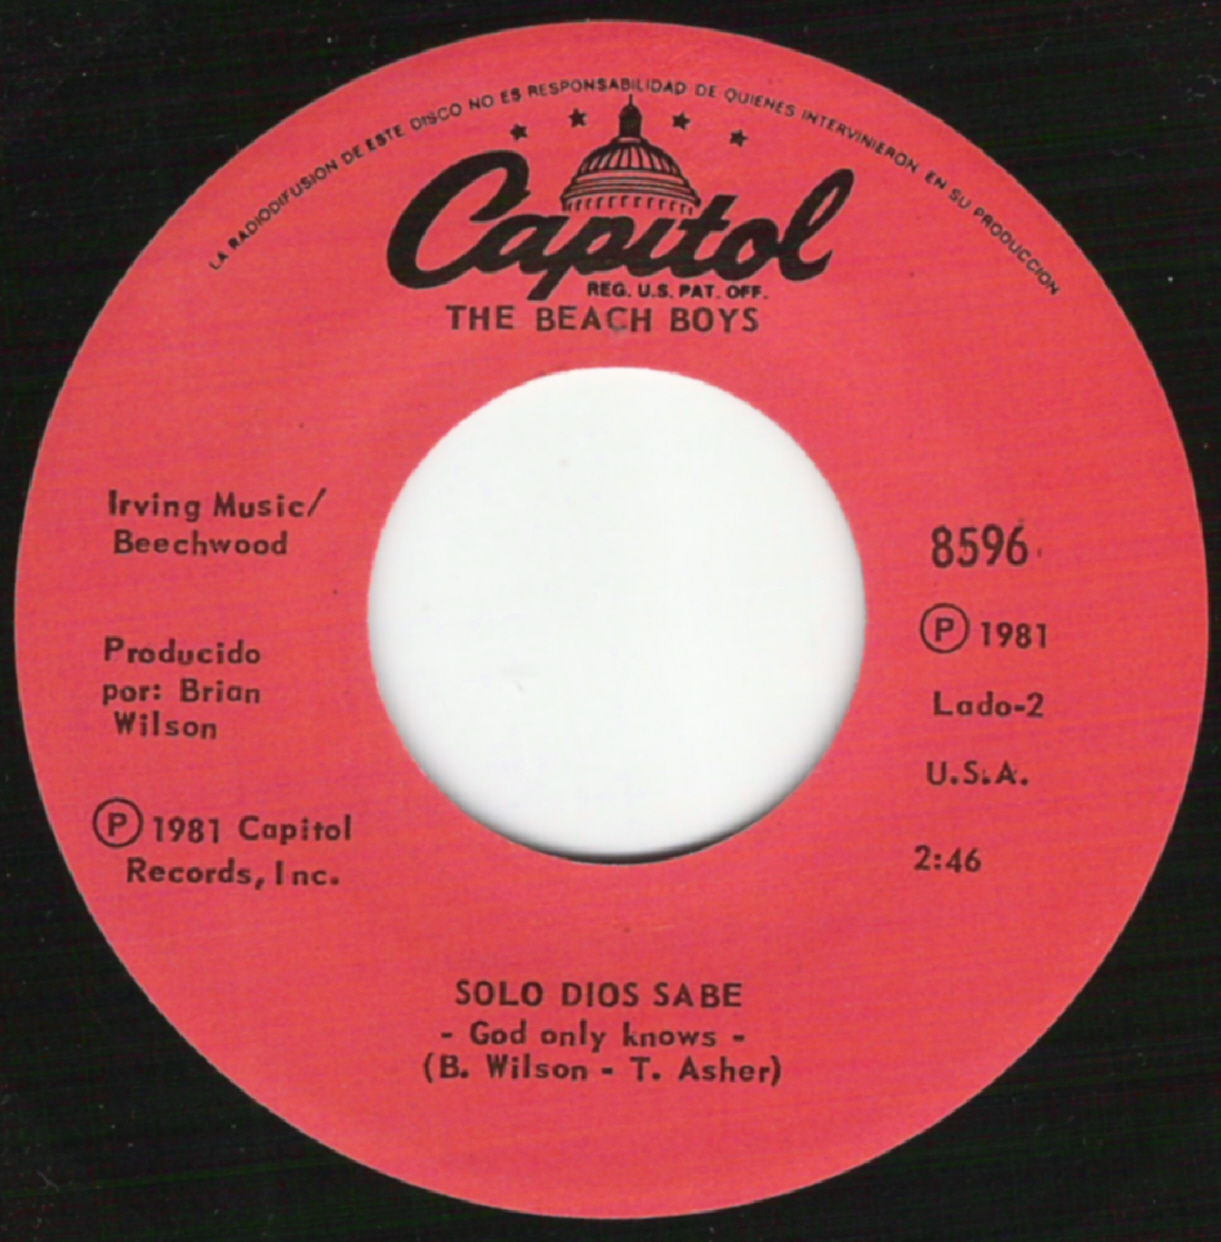 LA RADIODIFUSION DE ESTE DISCO NO ES RESPONSABILIDAD DE QUIENES INTERVINIERON EN SU PRODUCCION
Capitol
REG. U.S. PAT. OFF.
THE BEACH BOYS
Irving Music/
Beechwood
Producido
por: Brian
Wilson
Ⓟ 1981 Capitol
Records, Inc.
8596
Ⓟ 1981
Lado-2
U.S.A.
2:46
SOLO DIOS SABE
- God only knows -
(B. Wilson - T. Asher)